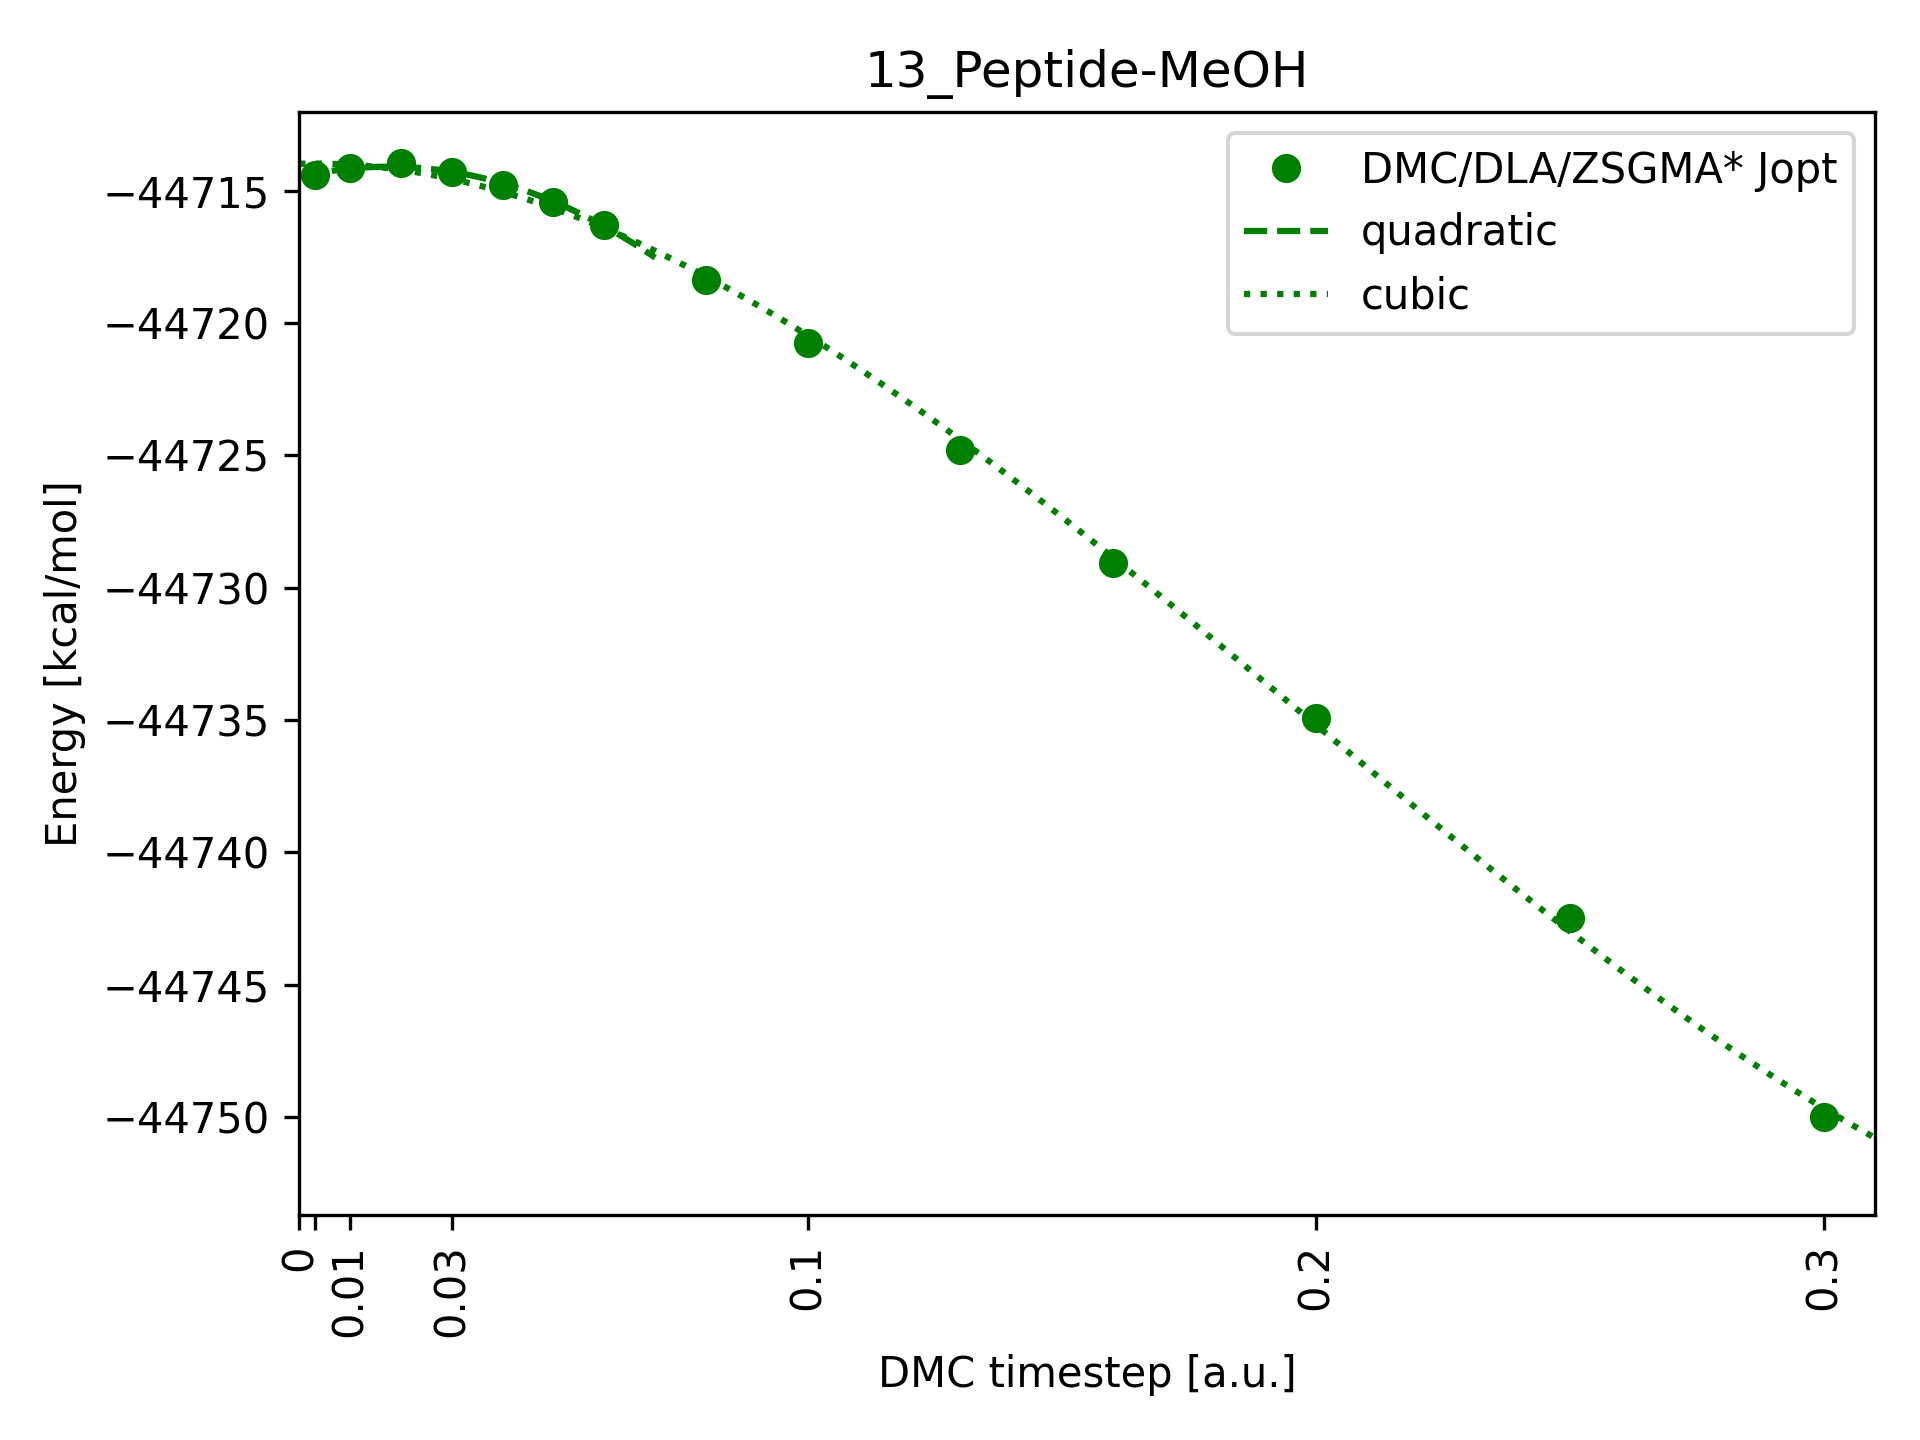 13_Peptide-MeOH
DMC/DLA/ZSGMA* Jopt
quadratic
cubic
Energy [kcal/mol]
−44715
−44720
−44725
−44730
−44735
−44740
−44745
−44750
0
0.01
0.03
0.1
0.2
0.3
DMC timestep [a.u.]